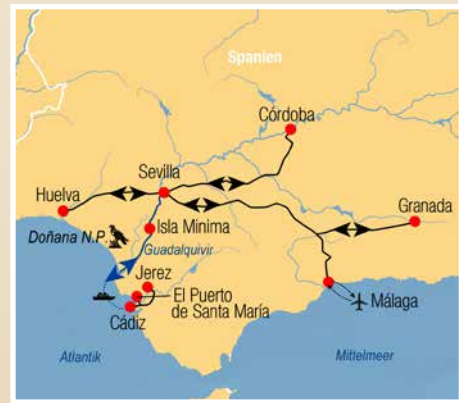 Spanien
Córdoba
Sevilla
Huelva
Granada
Isla Minima
Doñana N.P.
Guadalquivir
Jerez
El Puerto
de Santa María
Málaga
Cádiz
Atlantik
Mittelmeer